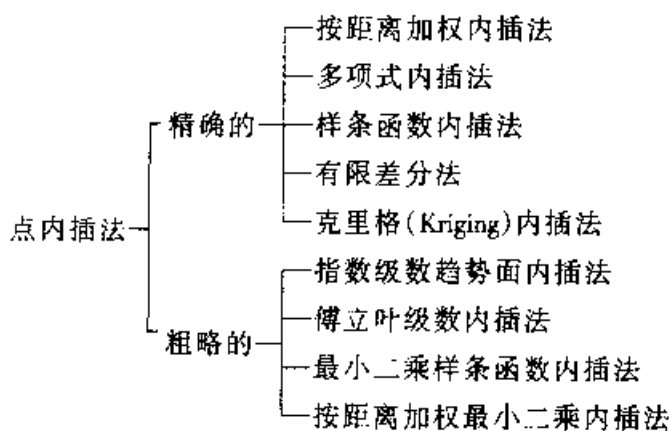 按距离加权内插法
多项式内插法
精确的
样条函数内插法
有限差分法
点内插法
克里格(Kriging)内插法
指数级数趋势面内插法
傅立叶级数内插法
粗略的
最小二乘样条函数内插法
按距离加权最小二乘内插法